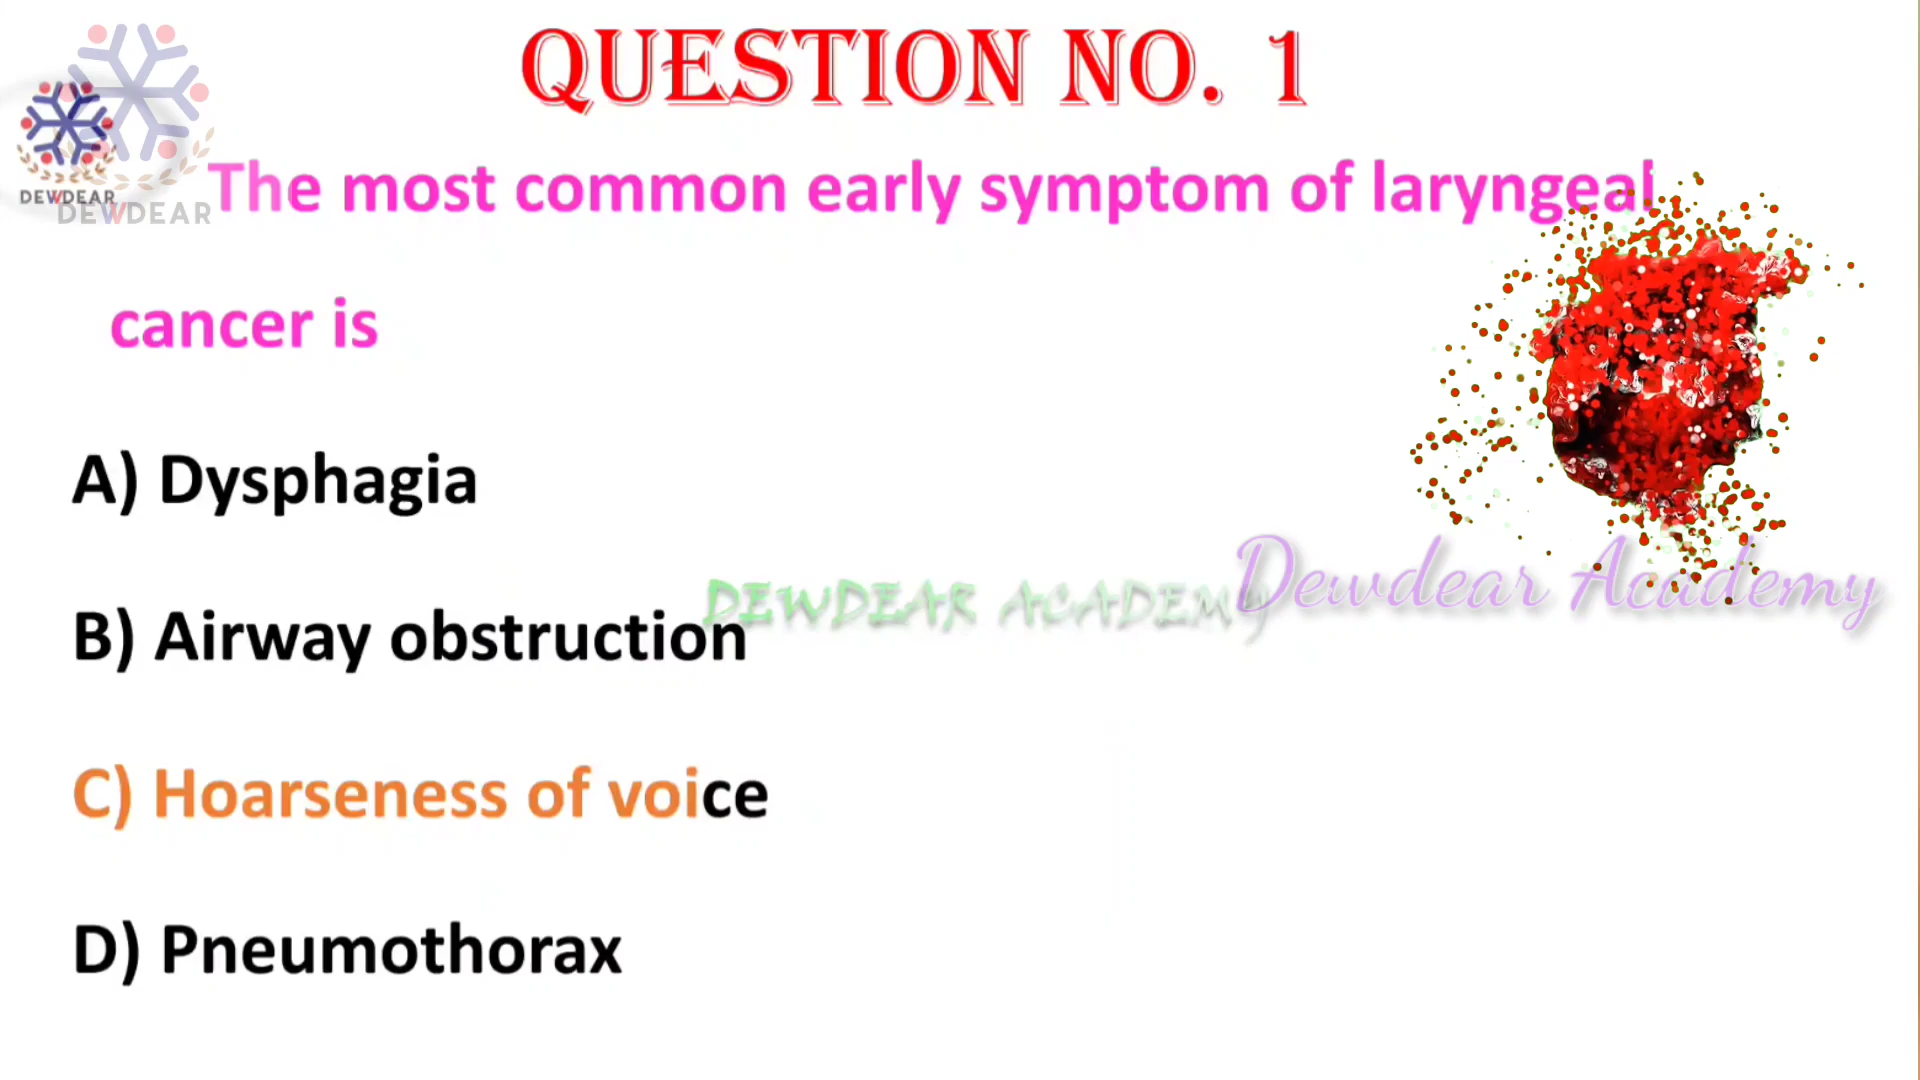 QUESTION NO. 1
DEWDEAR
DEWDEAR
The most common early symptom of laryngeal
cancer is
A) Dysphagia
DEWDEAR ACADEMY
Dewdear Academy
B) Airway obstruction
C) Hoarseness of voice
D) Pneumothorax